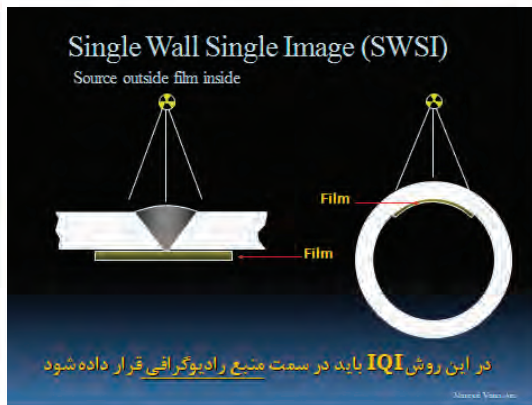 Single Wall Single Image (SWSI)
Source outside film inside
Film
Film
در این روش IQI باید در سمت منبع رادیوگرافی قرار داده شود